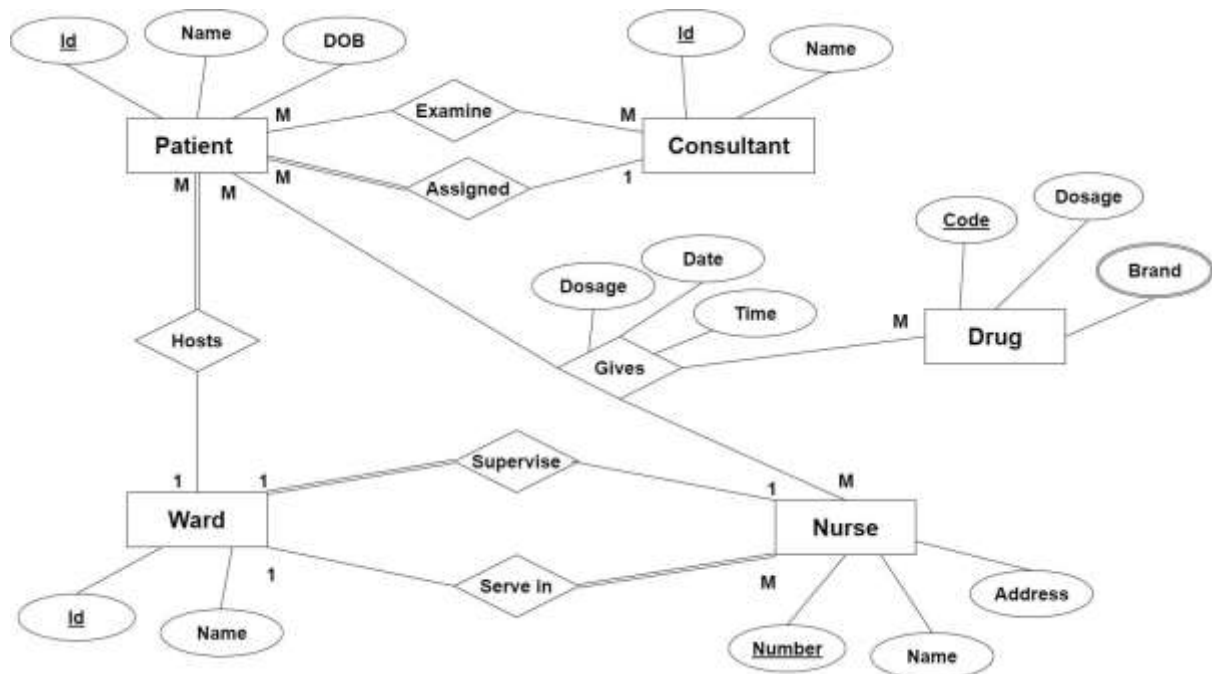 Id
Name
DOB
Id
Name
M
Examine
M
Patient
Consultant
M
M
M
Assigned
1
Code
Dosage
Dosage
Date
Brand
Time
M
Hosts
Gives
Drug
Supervise
1
1
1
M
Ward
Nurse
1
Serve in
M
Address
Id
Name
Number
Name